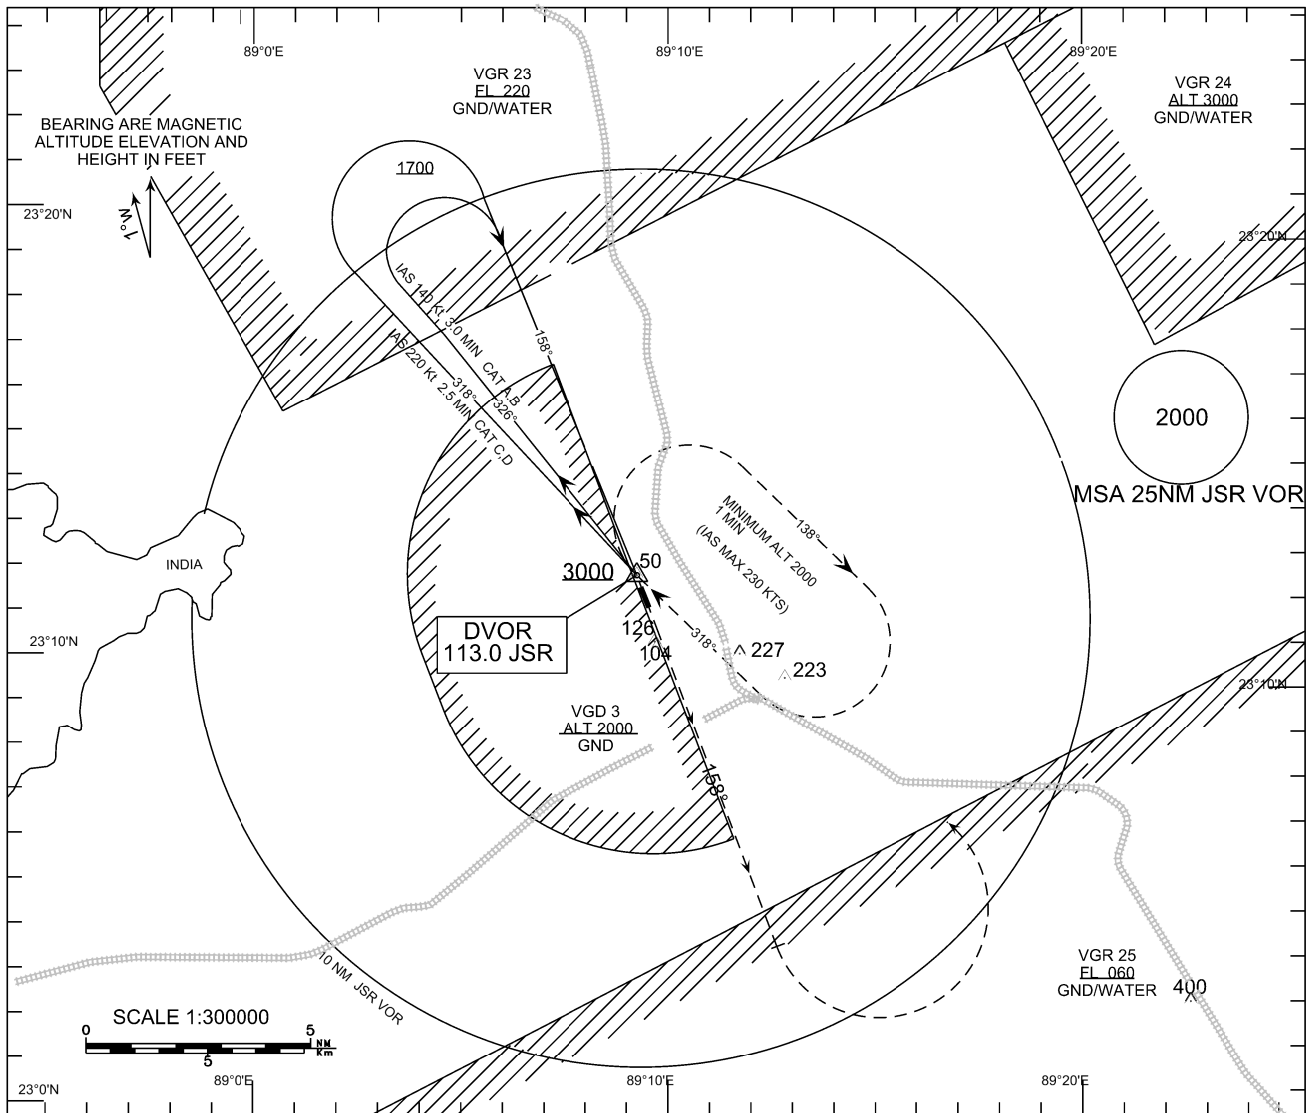 89°0'E
89°10'E
89°20'E
VGR 23
FL 220
GND/WATER
VGR 24
ALT 3000
GND/WATER
BEARING ARE MAGNETIC
ALTITUDE ELEVATION AND
HEIGHT IN FEET
1°W
1700
23°20'N
23°20'N
IAS 140 Kt 3.0 MIN CAT A,B
326°
IAS 220 Kt 2.5 MIN CAT C,D
318°
158°
2000
MSA 25NM JSR VOR
MINIMUM ALT 2000
1 MIN
(IAS MAX 230 KTS)
138°
318°
INDIA
3000
50
DVOR
113.0 JSR
126
104
227
223
23°10'N
23°10'N
VGD 3
ALT 2000
GND
158°
10 NM JSR VOR
VGR 25
FL 060
GND/WATER
400
SCALE 1:300000
0
5
NM
Km
5
23°0'N
89°0'E
89°10'E
89°20'E